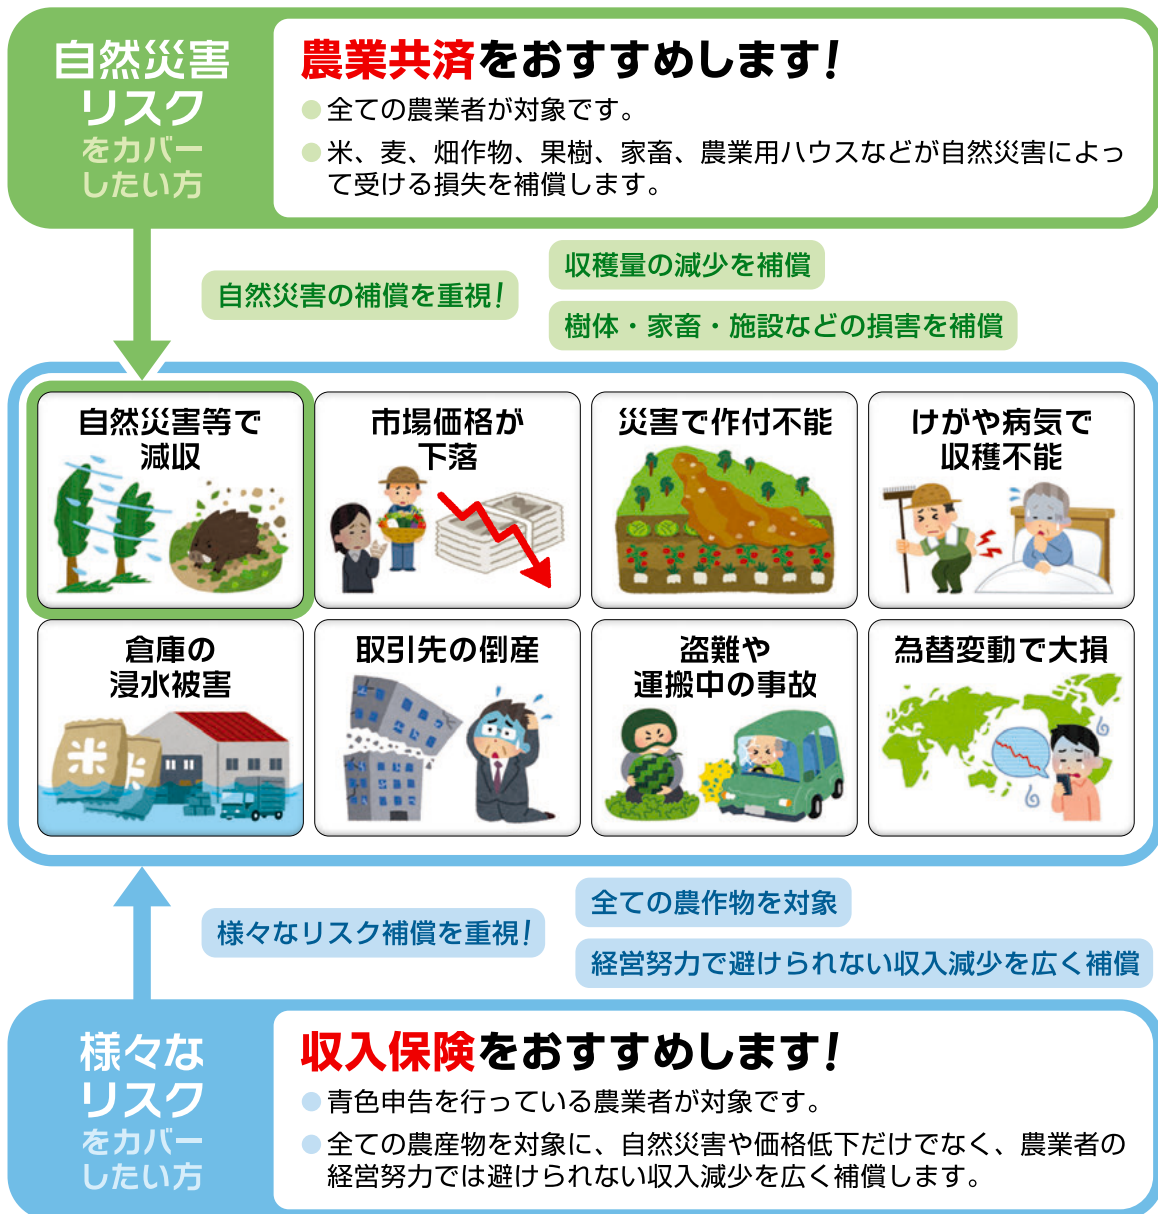 自然災害
リスク
をカバー
したい方
農業共済をおすすめします!
全ての農業者が対象です。
米、麦、畑作物、果樹、家畜、農業用ハウスなどが自然災害によっ
て受ける損失を補償します。
自然災害の補償を重視!
収穫量の減少を補償
樹体・家畜・施設などの損害を補償
自然災害等で
減収
市場価格が
下落
災害で作付不能
けがや病気で
収穫不能
倉庫の
浸水被害
米
米
取引先の倒産
盗難や
運搬中の事故
為替変動で大損
様々なリスク補償を重視!
全ての農作物を対象
経営努力で避けられない収入減少を広く補償
様々な
リスク
をカバー
したい方
収入保険をおすすめします!
青色申告を行っている農業者が対象です。
全ての農産物を対象に、自然災害や価格低下だけでなく、農業者の
経営努力では避けられない収入減少を広く補償します。